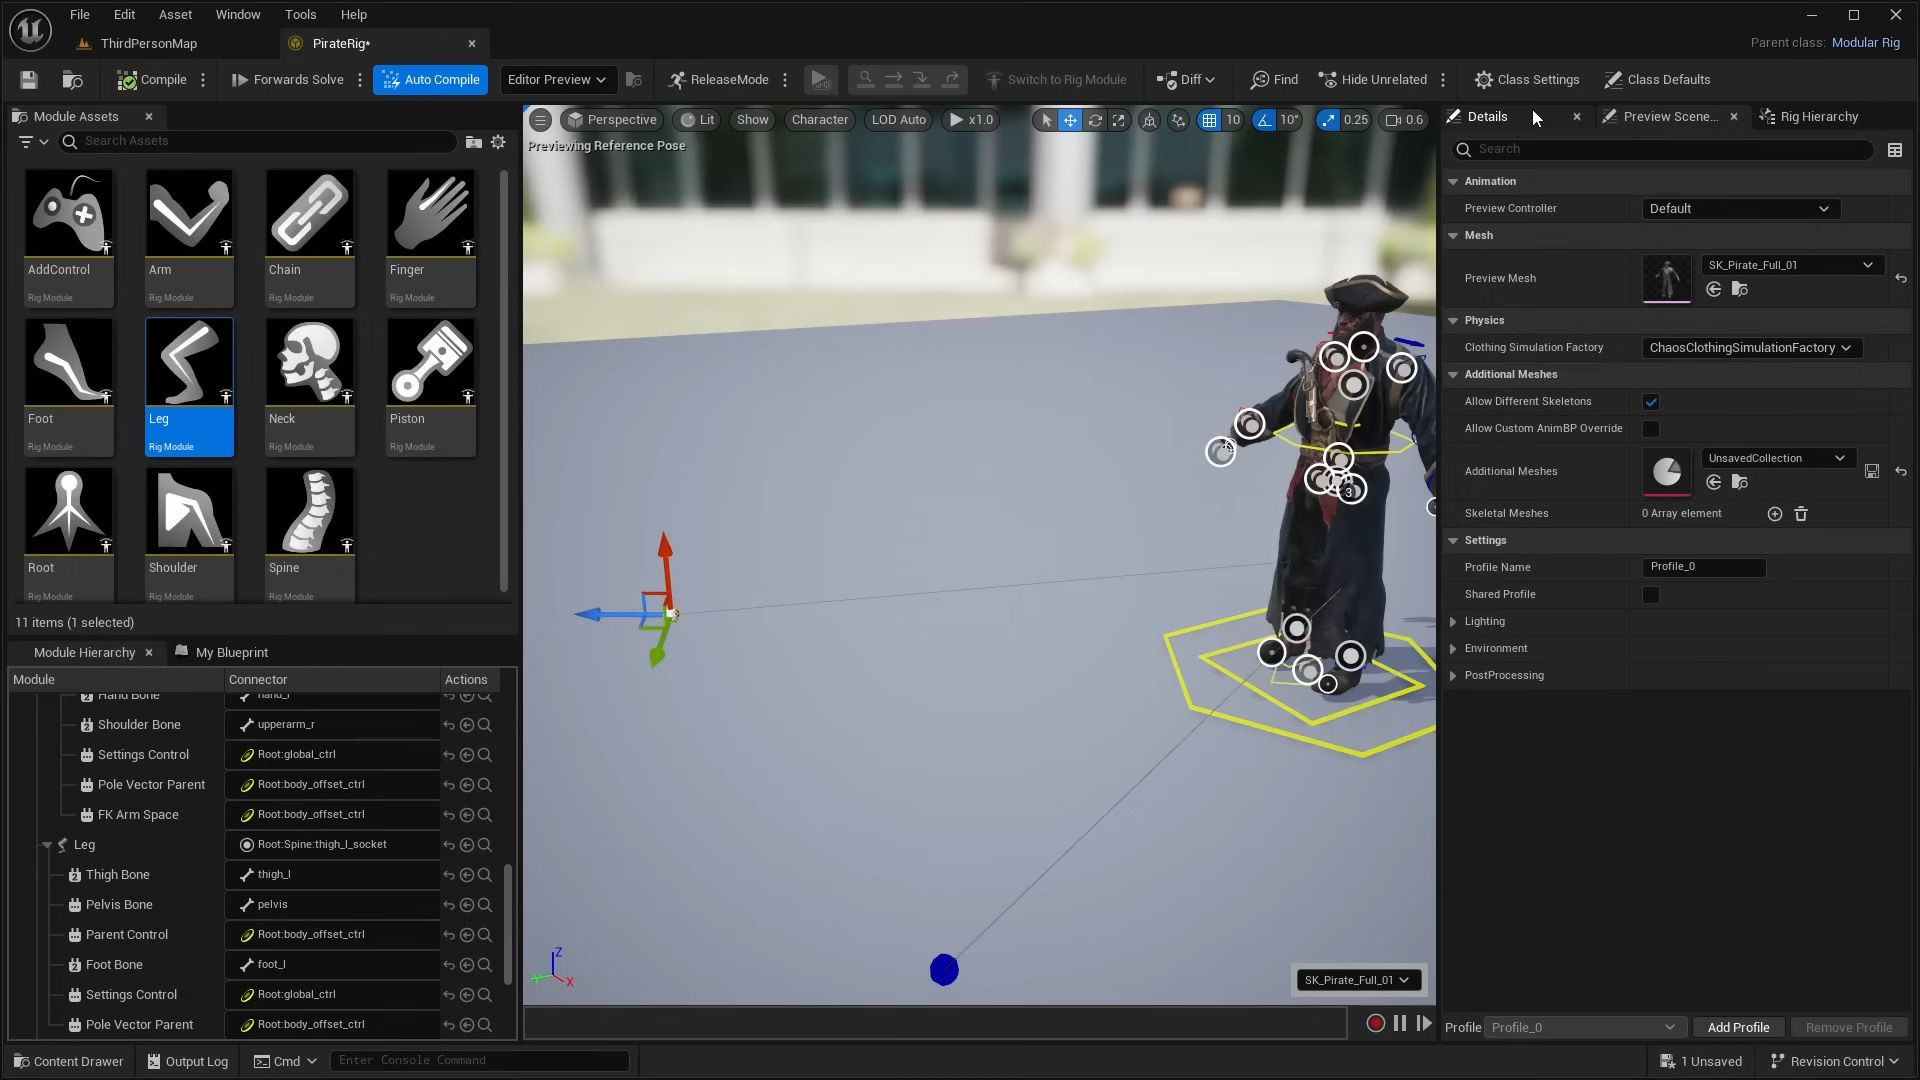 File Edit Asset Window Tools Help
ThirdPersonMap
PirateRig*
Parent class: Modular Rig
Compile
Forwards Solve
Auto Compile
Editor Preview
ReleaseMode
Switch to Rig Module
Diff
Find
Hide Unrelated
Class Settings
Class Defaults
Module Assets
Search Assets
AddControl
Rig Module
Arm
Rig Module
Chain
Rig Module
Finger
Rig Module
Foot
Rig Module
Leg
Rig Module
Neck
Rig Module
Piston
Rig Module
Root
Rig Module
Shoulder
Rig Module
Spine
Rig Module
11 items (1 selected)
Module Hierarchy
My Blueprint
Module Connector Actions
Hand Bone hand_r
Shoulder Bone upperarm_r
Settings Control Root:global_ctrl
Pole Vector Parent Root:body_offset_ctrl
FK Arm Space Root:body_offset_ctrl
Leg Root:Spine:thigh_l_socket
Thigh Bone thigh_l
Pelvis Bone pelvis
Parent Control Root:body_offset_ctrl
Foot Bone foot_l
Settings Control Root:global_ctrl
Pole Vector Parent Root:body_offset_ctrl
Perspective Lit Show Character LOD Auto x1.0 10 10° 0.25 0.6
Previewing Reference Pose
3
Z
X
SK_Pirate_Full_01
Details
Preview Scene...
Rig Hierarchy
Search
Animation
Preview Controller Default
Mesh
Preview Mesh SK_Pirate_Full_01
Physics
Clothing Simulation Factory ChaosClothingSimulationFactory
Additional Meshes
Allow Different Skeletons
Allow Custom AnimBP Override
Additional Meshes UnsavedCollection
Skeletal Meshes 0 Array element
Settings
Profile Name Profile_0
Shared Profile
Lighting
Environment
PostProcessing
Profile Profile_0 Add Profile Remove Profile
Content Drawer
Output Log
Cmd
Enter Console Command
1 Unsaved
Revision Control